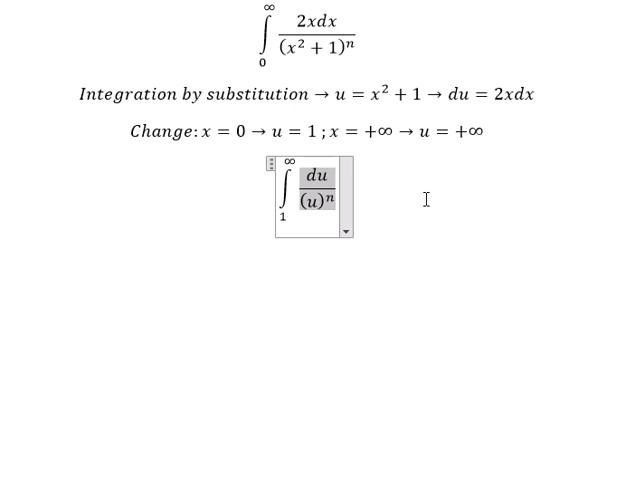 ∫₀^∞ 2xdx / (x² + 1)ⁿ
Integration by substitution → u = x² + 1 → du = 2xdx
Change: x = 0 → u = 1 ; x = +∞ → u = +∞
∫₁^∞ du / (u)ⁿ